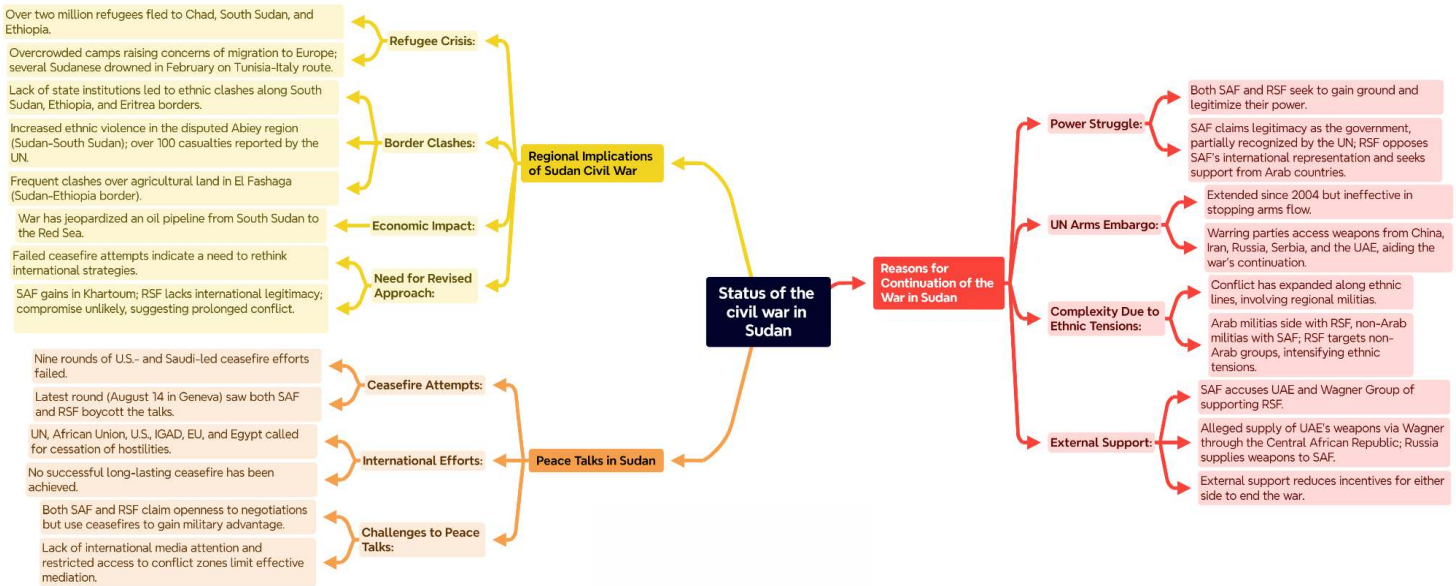 Status of the
civil war in
Sudan
Regional Implications
of Sudan Civil War
Refugee Crisis:
Over two million refugees fled to Chad, South Sudan, and
Ethiopia.
Overcrowded camps raising concerns of migration to Europe;
several Sudanese drowned in February on Tunisia-Italy route.
Border Clashes:
Lack of state institutions led to ethnic clashes along South
Sudan, Ethiopia, and Eritrea borders.
Increased ethnic violence in the disputed Abiey region
(Sudan-South Sudan); over 100 casualties reported by the
UN.
Frequent clashes over agricultural land in El Fashaga
(Sudan-Ethiopia border).
Economic Impact:
War has jeopardized an oil pipeline from South Sudan to
the Red Sea.
Need for Revised
Approach:
Failed ceasefire attempts indicate a need to rethink
international strategies.
SAF gains in Khartoum; RSF lacks international legitimacy;
compromise unlikely, suggesting prolonged conflict.
Peace Talks in Sudan
Ceasefire Attempts:
Nine rounds of U.S.- and Saudi-led ceasefire efforts
failed.
Latest round (August 14 in Geneva) saw both SAF
and RSF boycott the talks.
International Efforts:
UN, African Union, U.S., IGAD, EU, and Egypt called
for cessation of hostilities.
No successful long-lasting ceasefire has been
achieved.
Challenges to Peace
Talks:
Both SAF and RSF claim openness to negotiations
but use ceasefires to gain military advantage.
Lack of international media attention and
restricted access to conflict zones limit effective
mediation.
Reasons for
Continuation of the
War in Sudan
Power Struggle:
Both SAF and RSF seek to gain ground and
legitimize their power.
SAF claims legitimacy as the government,
partially recognized by the UN; RSF opposes
SAF's international representation and seeks
support from Arab countries.
UN Arms Embargo:
Extended since 2004 but ineffective in
stopping arms flow.
Warring parties access weapons from China,
Iran, Russia, Serbia, and the UAE, aiding the
war's continuation.
Complexity Due to
Ethnic Tensions:
Conflict has expanded along ethnic
lines, involving regional militias.
Arab militias side with RSF, non-Arab
militias with SAF; RSF targets non-
Arab groups, intensifying ethnic
tensions.
External Support:
SAF accuses UAE and Wagner Group of
supporting RSF.
Alleged supply of UAE's weapons via Wagner
through the Central African Republic; Russia
supplies weapons to SAF.
External support reduces incentives for either
side to end the war.